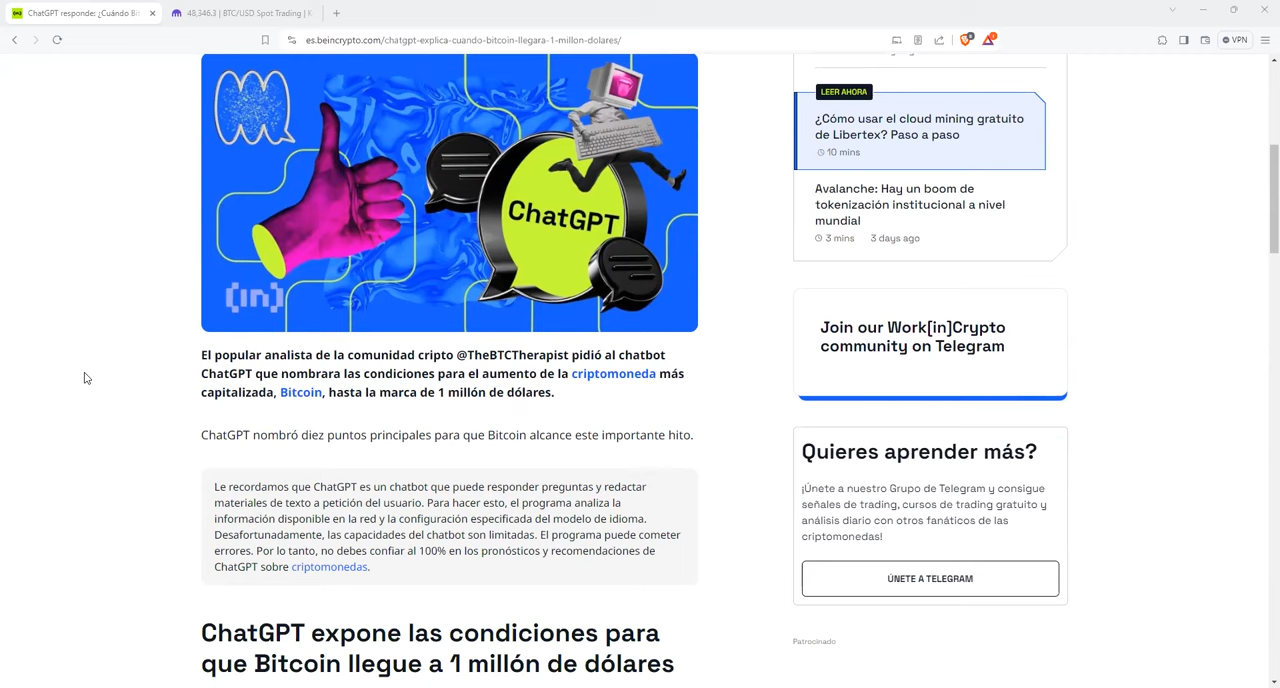 ChatGPT responde: ¿Cuándo Bit
48,346.3 | BTC/USD Spot Trading | K
es.beincrypto.com/chatgpt-explica-cuando-bitcoin-llegara-1-millon-dolares/
VPN
ChatGPT
[in]
El popular analista de la comunidad cripto @TheBTCTherapist pidió al chatbot
ChatGPT que nombrara las condiciones para el aumento de la criptomoneda más
capitalizada, Bitcoin, hasta la marca de 1 millón de dólares.
ChatGPT nombró diez puntos principales para que Bitcoin alcance este importante hito.
Le recordamos que ChatGPT es un chatbot que puede responder preguntas y redactar
materiales de texto a petición del usuario. Para hacer esto, el programa analiza la
información disponible en la red y la configuración especificada del modelo de idioma.
Desafortunadamente, las capacidades del chatbot son limitadas. El programa puede cometer
errores. Por lo tanto, no debes confiar al 100% en los pronósticos y recomendaciones de
ChatGPT sobre criptomonedas.
ChatGPT expone las condiciones para
que Bitcoin llegue a 1 millón de dólares
LEER AHORA
¿Cómo usar el cloud mining gratuito
de Libertex? Paso a paso
10 mins
Avalanche: Hay un boom de
tokenización institucional a nivel
mundial
3 mins 3 days ago
Join our Work[in]Crypto
community on Telegram
Quieres aprender más?
¡Únete a nuestro Grupo de Telegram y consigue
señales de trading, cursos de trading gratuito y
análisis diario con otros fanáticos de las
criptomonedas!
ÚNETE A TELEGRAM
Patrocinado